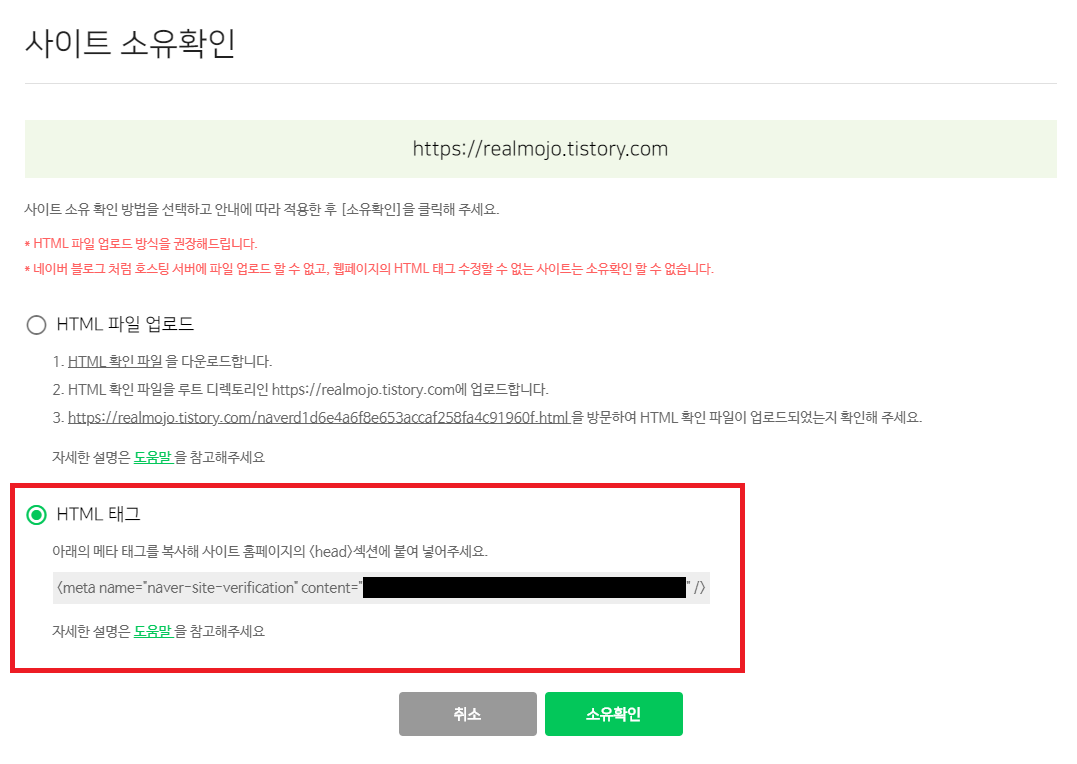 사이트 소유확인
https://realmojo.tistory.com
사이트 소유 확인 방법을 선택하고 안내에 따라 적용한 후 [소유확인]을 클릭해 주세요.
* HTML 파일 업로드 방식을 권장해드립니다.
* 네이버 블로그 처럼 호스팅 서버에 파일 업로드 할 수 없고, 웹페이지의 HTML 태그 수정할 수 없는 사이트는 소유확인 할 수 없습니다.
HTML 파일 업로드
1. HTML 확인 파일 을 다운로드합니다.
2. HTML 확인 파일을 루트 디렉토리인 https://realmojo.tistory.com에 업로드합니다.
3. https://realmojo.tistory.com/naverd1d6e4a6f8e653accaf258fa4c91960f.html 을 방문하여 HTML 확인 파일이 업로드되었는지 확인해 주세요.
자세한 설명은 도움말 을 참고해주세요
HTML 태그
아래의 메타 태그를 복사해 사이트 홈페이지의 <head>섹션에 붙여 넣어주세요.
<meta name="naver-site-verification" content="" />
자세한 설명은 도움말 을 참고해주세요
취소 소유확인